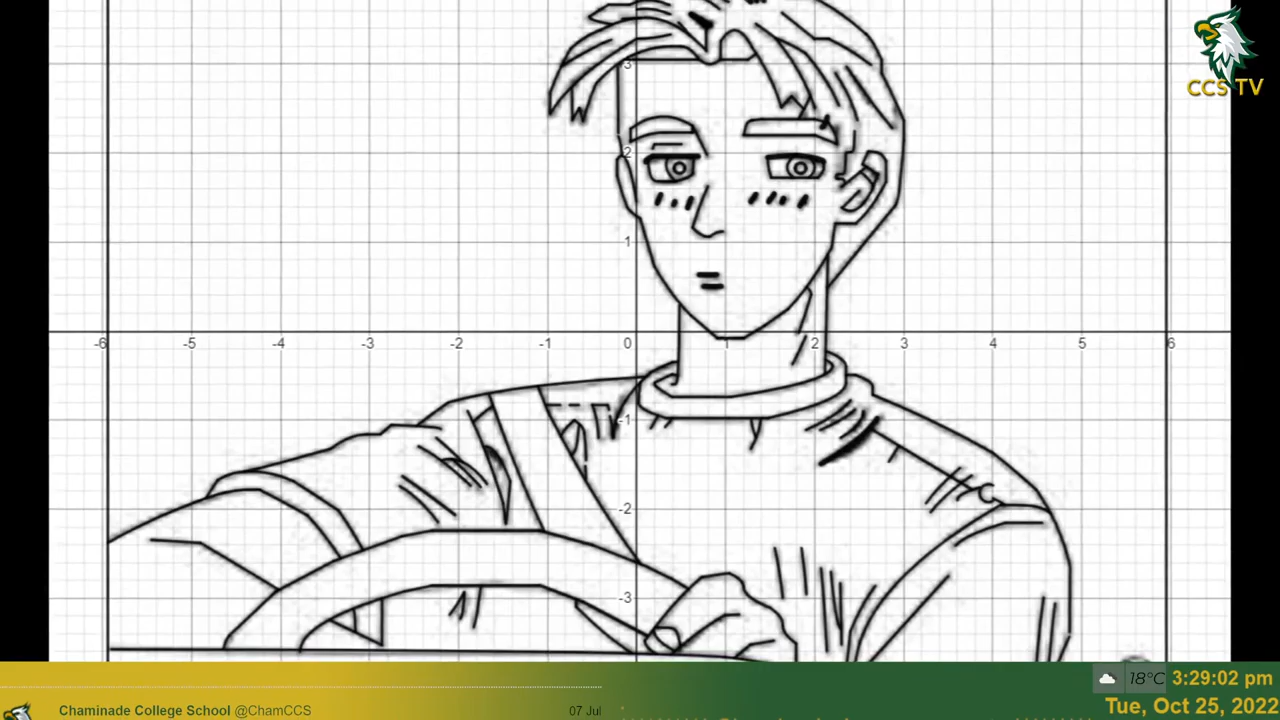 CCS TV
3
2
1
-6 -5 -4 -3 -2 -1 0 1 2 3 4 5 6
-1
-2
-3
18°C 3:29:02 pm
Chaminade College School @ChamCCS 07 Jul
Tue, Oct 25, 2022